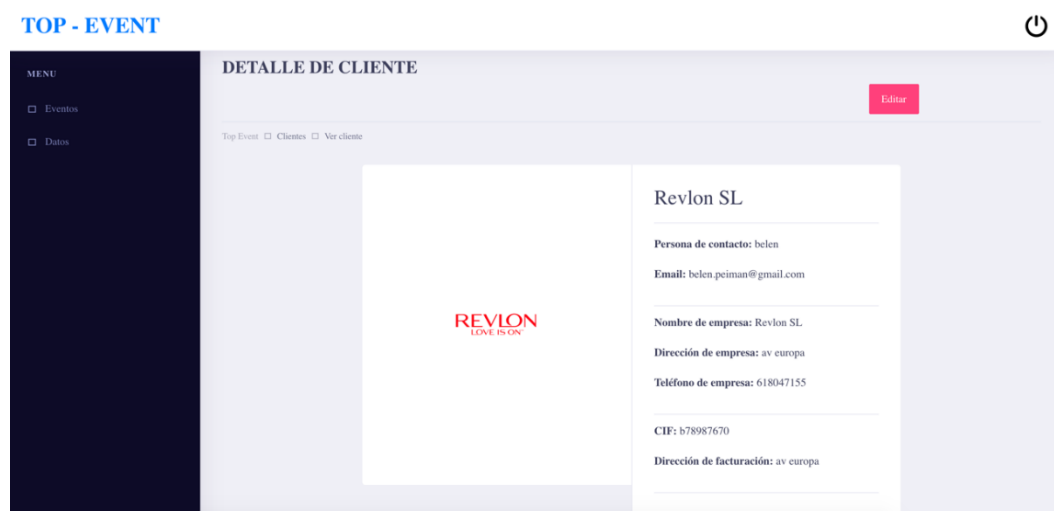 TOP - EVENT
MENU
Eventos
Datos
DETALLE DE CLIENTE
Editar
Top Event Clientes Ver cliente
REVLON
LOVE IS ON
Revlon SL
Persona de contacto: belen
Email: belen.peiman@gmail.com
Nombre de empresa: Revlon SL
Dirección de empresa: av europa
Teléfono de empresa: 618047155
CIF: b78987670
Dirección de facturación: av europa